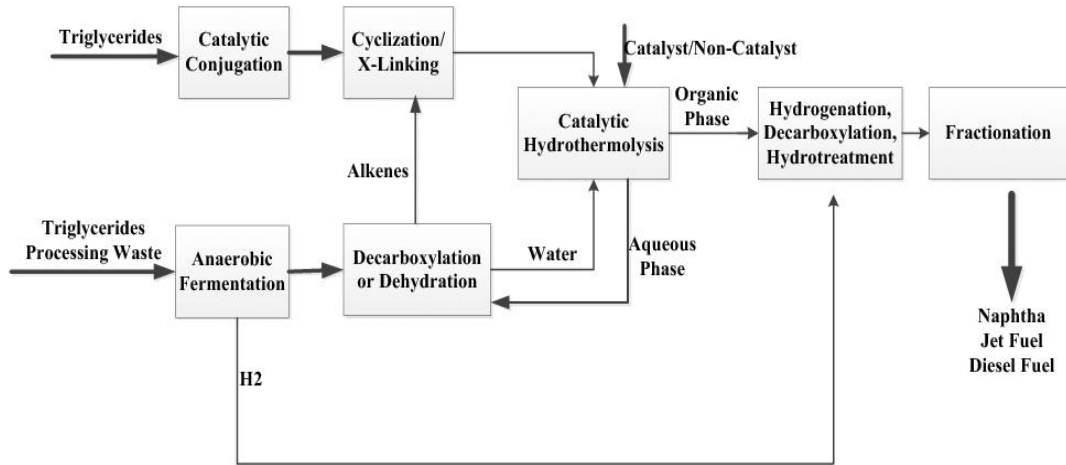 Triglycerides
Catalytic
Conjugation
Cyclization/
X-Linking
Catalyst/Non-Catalyst
Catalytic
Hydrothermolysis
Organic
Phase
Hydrogenation,
Decarboxylation,
Hydrotreatment
Fractionation
Alkenes
Triglycerides
Processing Waste
Anaerobic
Fermentation
Decarboxylation
or Dehydration
Water
Aqueous
Phase
Naphtha
Jet Fuel
Diesel Fuel
H2